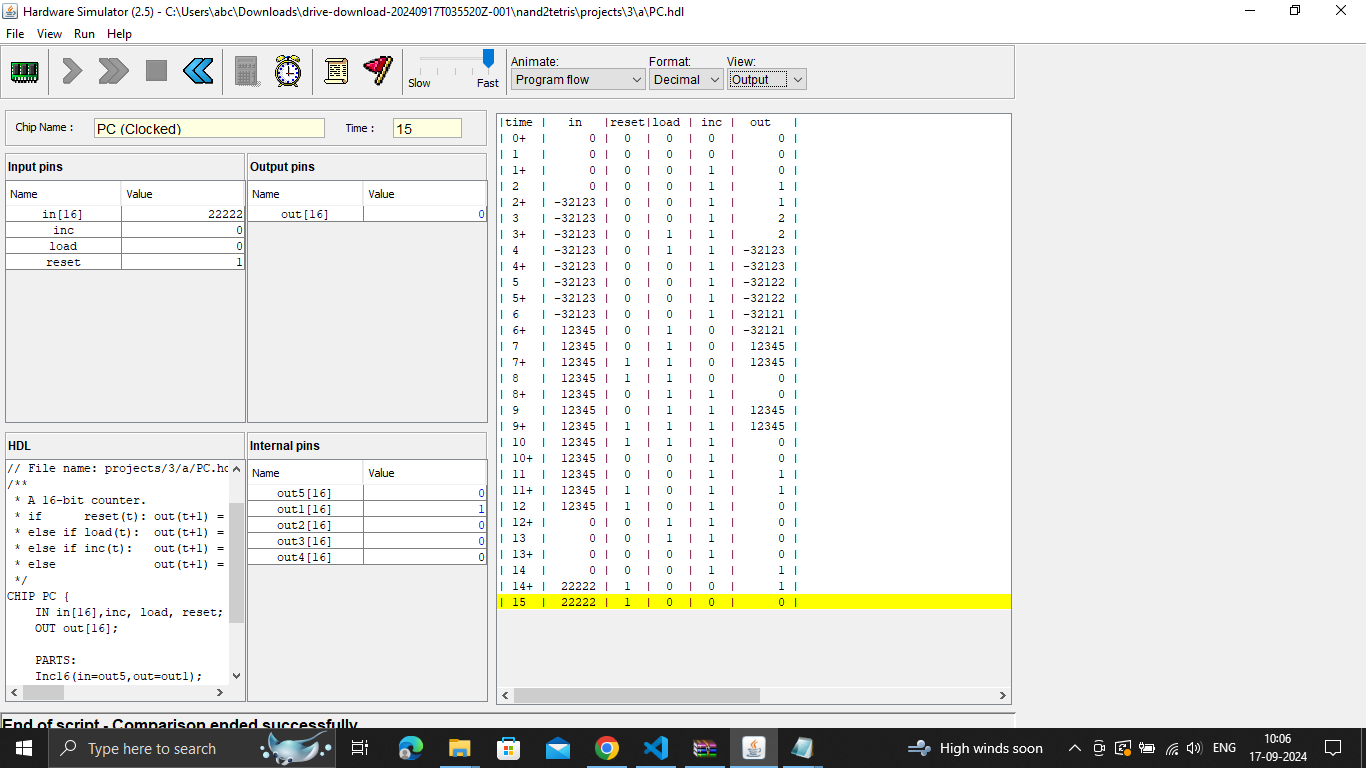 Hardware Simulator (2.5) - C:\Users\abc\Downloads\drive-download-20240917T035520Z-001\nand2tetris\projects\3\a\PC.hdl
File View Run Help
Animate: Format: View:
Slow Fast Program flow Decimal Output
Chip Name : PC (Clocked) Time : 15
Input pins
Name Value
in[16] 22222
inc 0
load 0
reset 1
Output pins
Name Value
out[16] 0
HDL
// File name: projects/3/a/PC.hd
/**
* A 16-bit counter.
* if reset(t): out(t+1) =
* else if load(t): out(t+1) =
* else if inc(t): out(t+1) =
* else out(t+1) =
*/
CHIP PC {
IN in[16],inc, load, reset;
OUT out[16];
PARTS:
Inc16(in=out5,out=out1);
Internal pins
Name Value
out5[16] 0
out1[16] 1
out2[16] 0
out3[16] 0
out4[16] 0
|time | in |reset|load | inc | out |
| 0+ | 0 | 0 | 0 | 0 | 0 |
| 1 | 0 | 0 | 0 | 0 | 0 |
| 1+ | 0 | 0 | 0 | 1 | 0 |
| 2 | 0 | 0 | 0 | 1 | 1 |
| 2+ | -32123 | 0 | 0 | 1 | 1 |
| 3 | -32123 | 0 | 0 | 1 | 2 |
| 3+ | -32123 | 0 | 1 | 1 | 2 |
| 4 | -32123 | 0 | 1 | 1 | -32123 |
| 4+ | -32123 | 0 | 0 | 1 | -32123 |
| 5 | -32123 | 0 | 0 | 1 | -32122 |
| 5+ | -32123 | 0 | 0 | 1 | -32122 |
| 6 | -32123 | 0 | 0 | 1 | -32121 |
| 6+ | 12345 | 0 | 1 | 0 | -32121 |
| 7 | 12345 | 0 | 1 | 0 | 12345 |
| 7+ | 12345 | 1 | 1 | 0 | 12345 |
| 8 | 12345 | 1 | 1 | 0 | 0 |
| 8+ | 12345 | 0 | 1 | 1 | 0 |
| 9 | 12345 | 0 | 1 | 1 | 12345 |
| 9+ | 12345 | 1 | 1 | 1 | 12345 |
| 10 | 12345 | 1 | 1 | 1 | 0 |
| 10+ | 12345 | 0 | 0 | 1 | 0 |
| 11 | 12345 | 0 | 0 | 1 | 1 |
| 11+ | 12345 | 1 | 0 | 1 | 1 |
| 12 | 12345 | 1 | 0 | 1 | 0 |
| 12+ | 0 | 0 | 1 | 1 | 0 |
| 13 | 0 | 0 | 1 | 1 | 0 |
| 13+ | 0 | 0 | 0 | 1 | 0 |
| 14 | 0 | 0 | 0 | 1 | 1 |
| 14+ | 22222 | 1 | 0 | 0 | 1 |
| 15 | 22222 | 1 | 0 | 0 | 0 |
End of script - Comparison ended successfully
Type here to search
High winds soon
ENG
10:06
17-09-2024